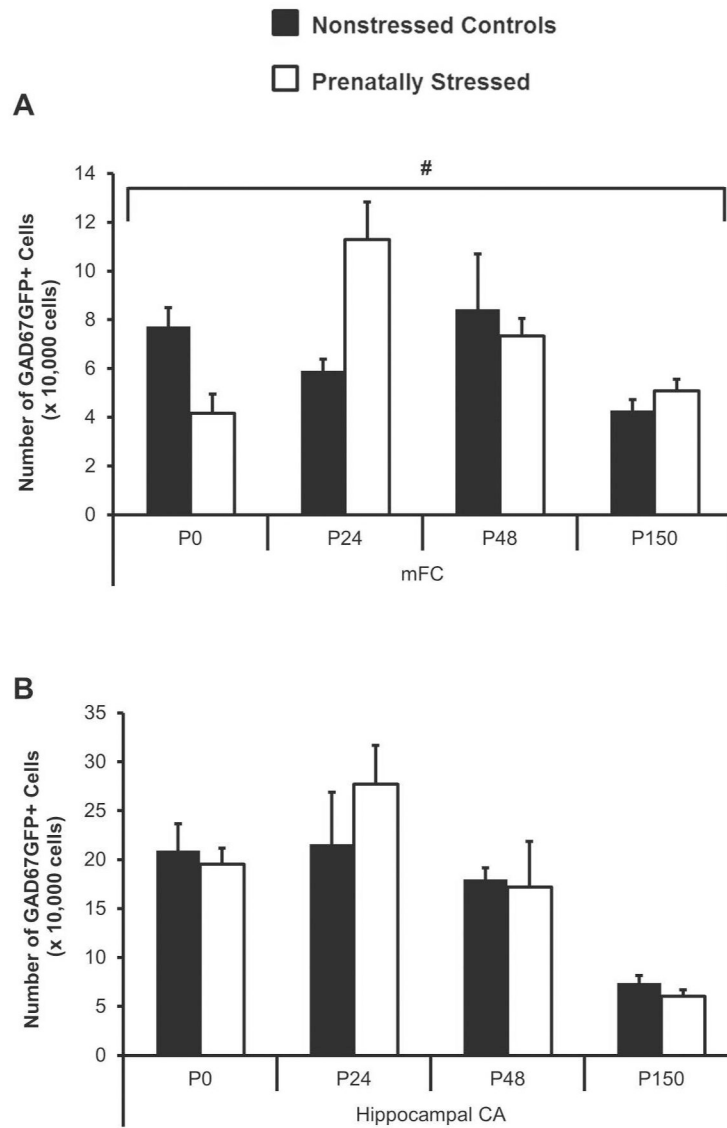 Nonstressed Controls
Prenatally Stressed
A
Number of GAD67GFP+ Cells
(x 10,000 cells)
14
12
10
8
6
4
2
0
#
P0 P24 P48 P150
mFC
B
Number of GAD67GFP+ Cells
(x 10,000 cells)
35
30
25
20
15
10
5
0
P0 P24 P48 P150
Hippocampal CA